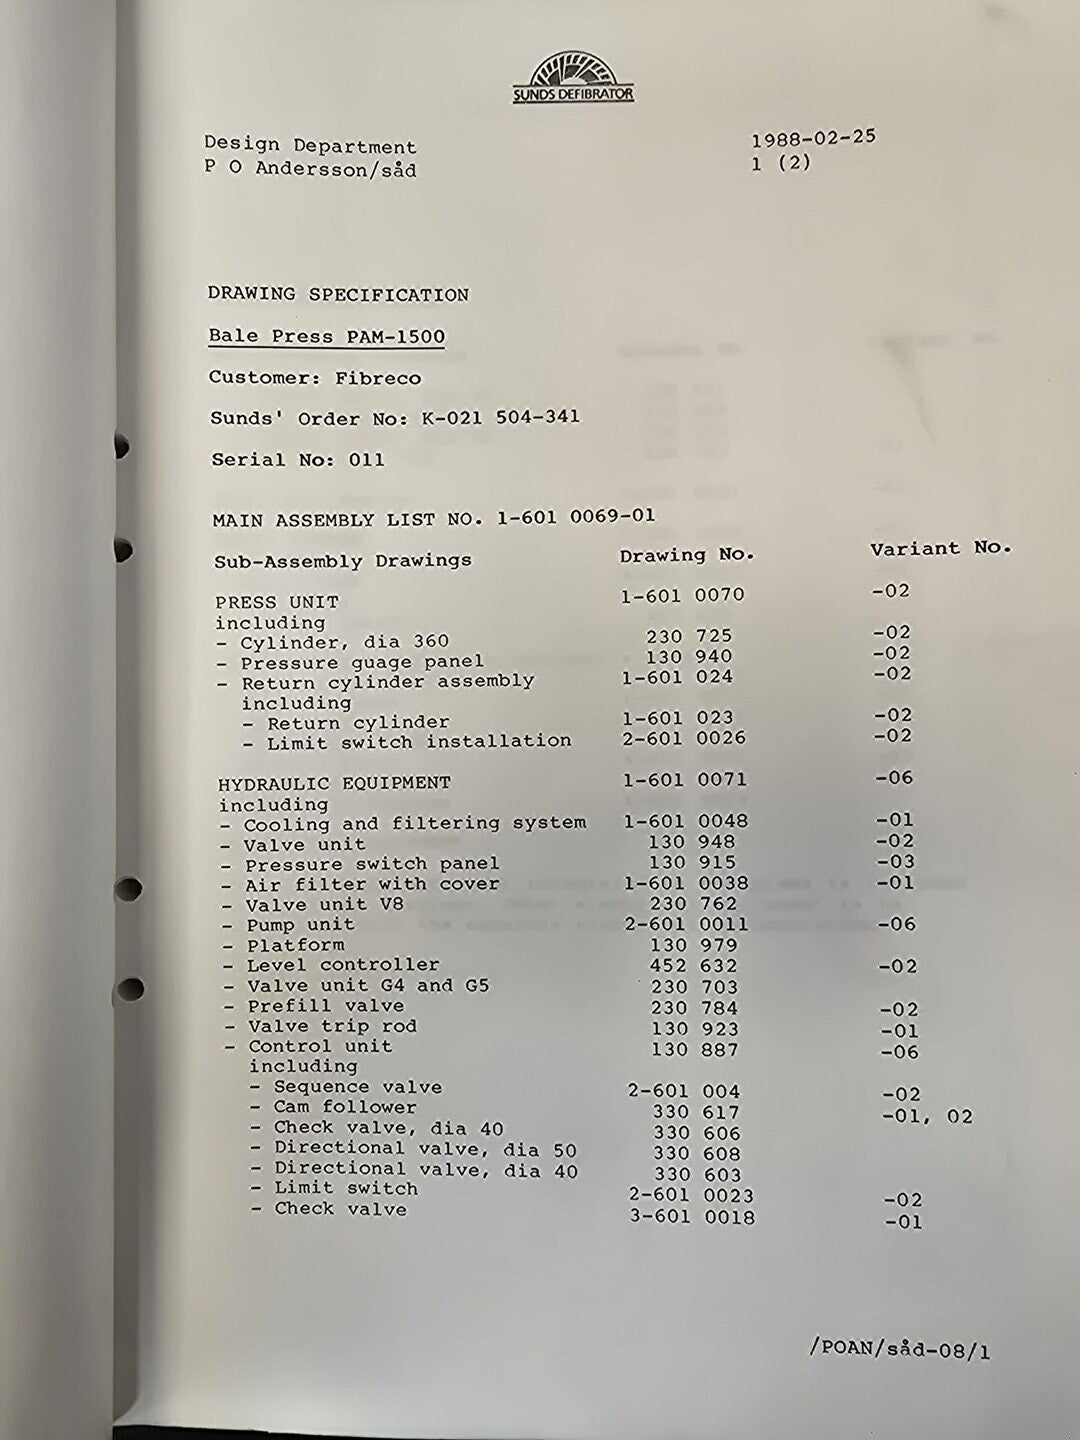 SUNDS DEFIBRATOR
Design Department 1988-02-25
P O Andersson/såd 1 (2)
DRAWING SPECIFICATION
Bale Press PAM-1500
Customer: Fibreco
Sunds' Order No: K-021 504-341
Serial No: 011
MAIN ASSEMBLY LIST NO. 1-601 0069-01
Sub-Assembly Drawings Drawing No. Variant No.
PRESS UNIT 1-601 0070 -02
including
- Cylinder, dia 360 230 725 -02
- Pressure guage panel 130 940 -02
- Return cylinder assembly 1-601 024 -02
including
- Return cylinder 1-601 023 -02
- Limit switch installation 2-601 0026 -02
HYDRAULIC EQUIPMENT 1-601 0071 -06
including
- Cooling and filtering system 1-601 0048 -01
- Valve unit 130 948 -02
- Pressure switch panel 130 915 -03
- Air filter with cover 1-601 0038 -01
- Valve unit V8 230 762
- Pump unit 2-601 0011 -06
- Platform 130 979
- Level controller 452 632 -02
- Valve unit G4 and G5 230 703
- Prefill valve 230 784 -02
- Valve trip rod 130 923 -01
- Control unit 130 887 -06
including
- Sequence valve 2-601 004 -02
- Cam follower 330 617 -01, 02
- Check valve, dia 40 330 606
- Directional valve, dia 50 330 608
- Directional valve, dia 40 330 603
- Limit switch 2-601 0023 -02
- Check valve 3-601 0018 -01
/POAN/såd-08/1